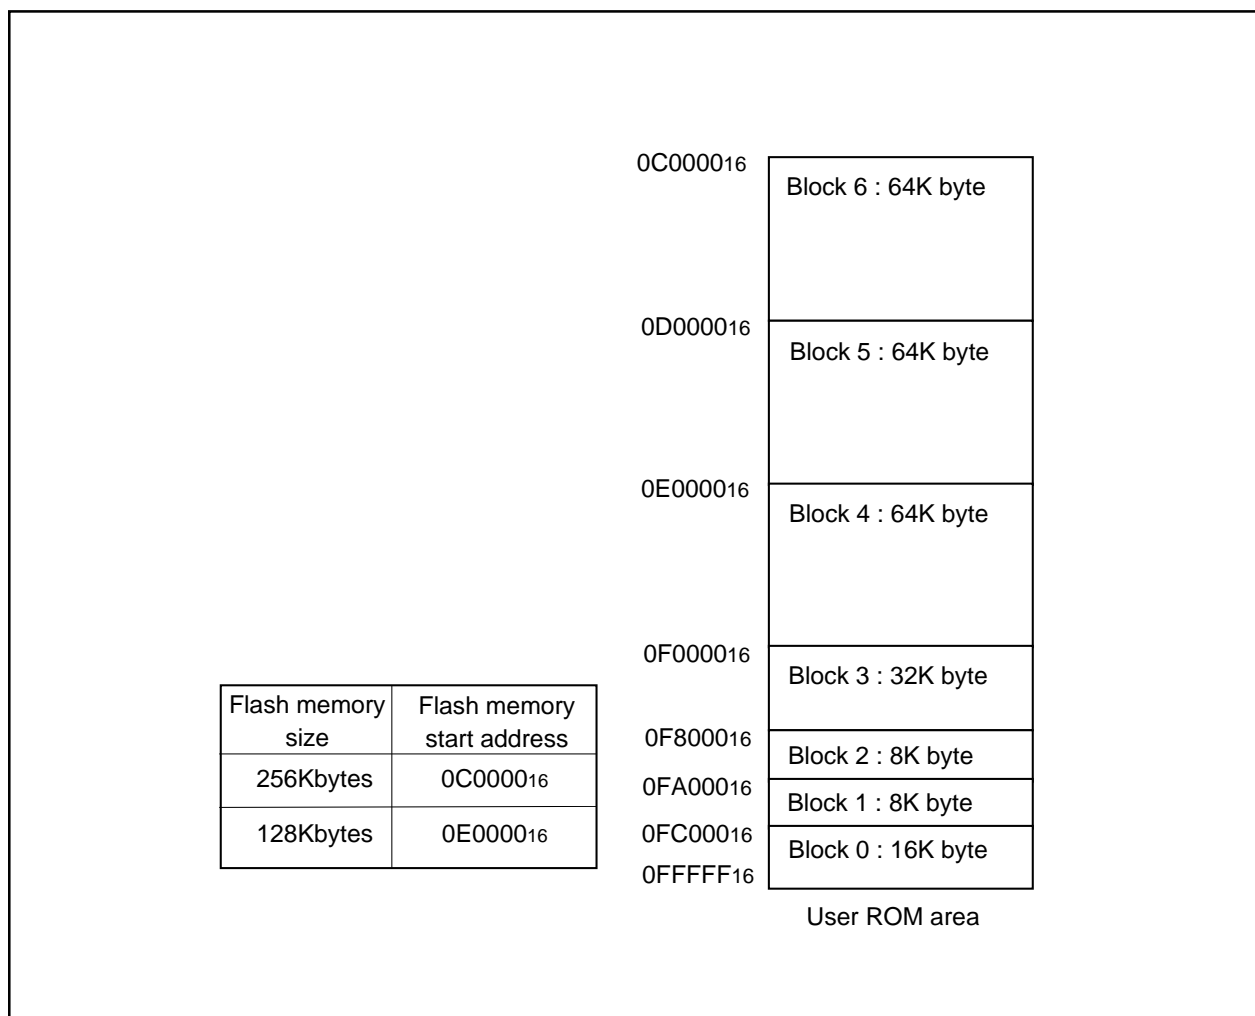 0C000016
Block 6 : 64K byte
0D000016
Block 5 : 64K byte
0E000016
Block 4 : 64K byte
0F000016
Block 3 : 32K byte
0F800016
Block 2 : 8K byte
0FA00016
Block 1 : 8K byte
0FC00016
Block 0 : 16K byte
0FFFFF16
User ROM area
Flash memory size
Flash memory start address
256Kbytes
0C000016
128Kbytes
0E000016